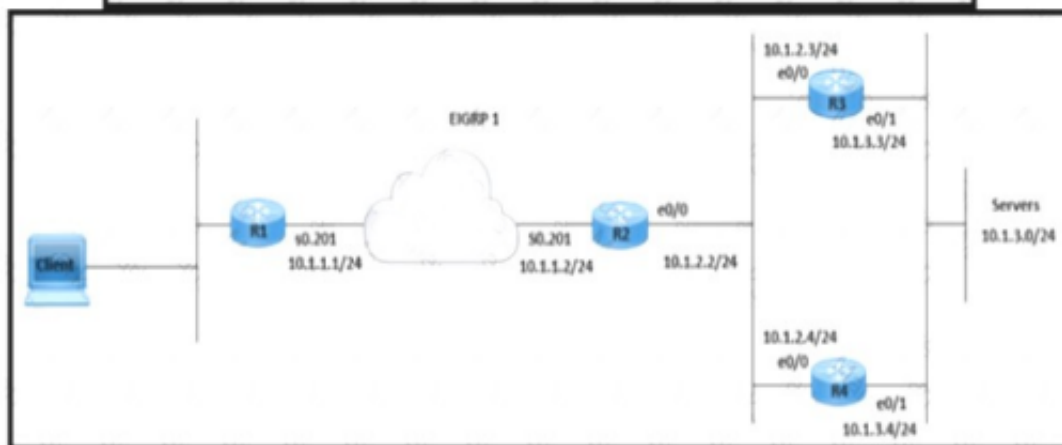 EIGRP 1
Client
R1
s0.201
10.1.1.1/24
S0.201
10.1.1.2/24
R2
e0/0
10.1.2.2/24
10.1.2.3/24
e0/0
R3
e0/1
10.1.3.3/24
Servers
10.1.3.0/24
10.1.2.4/24
e0/0
R4
e0/1
10.1.3.4/24